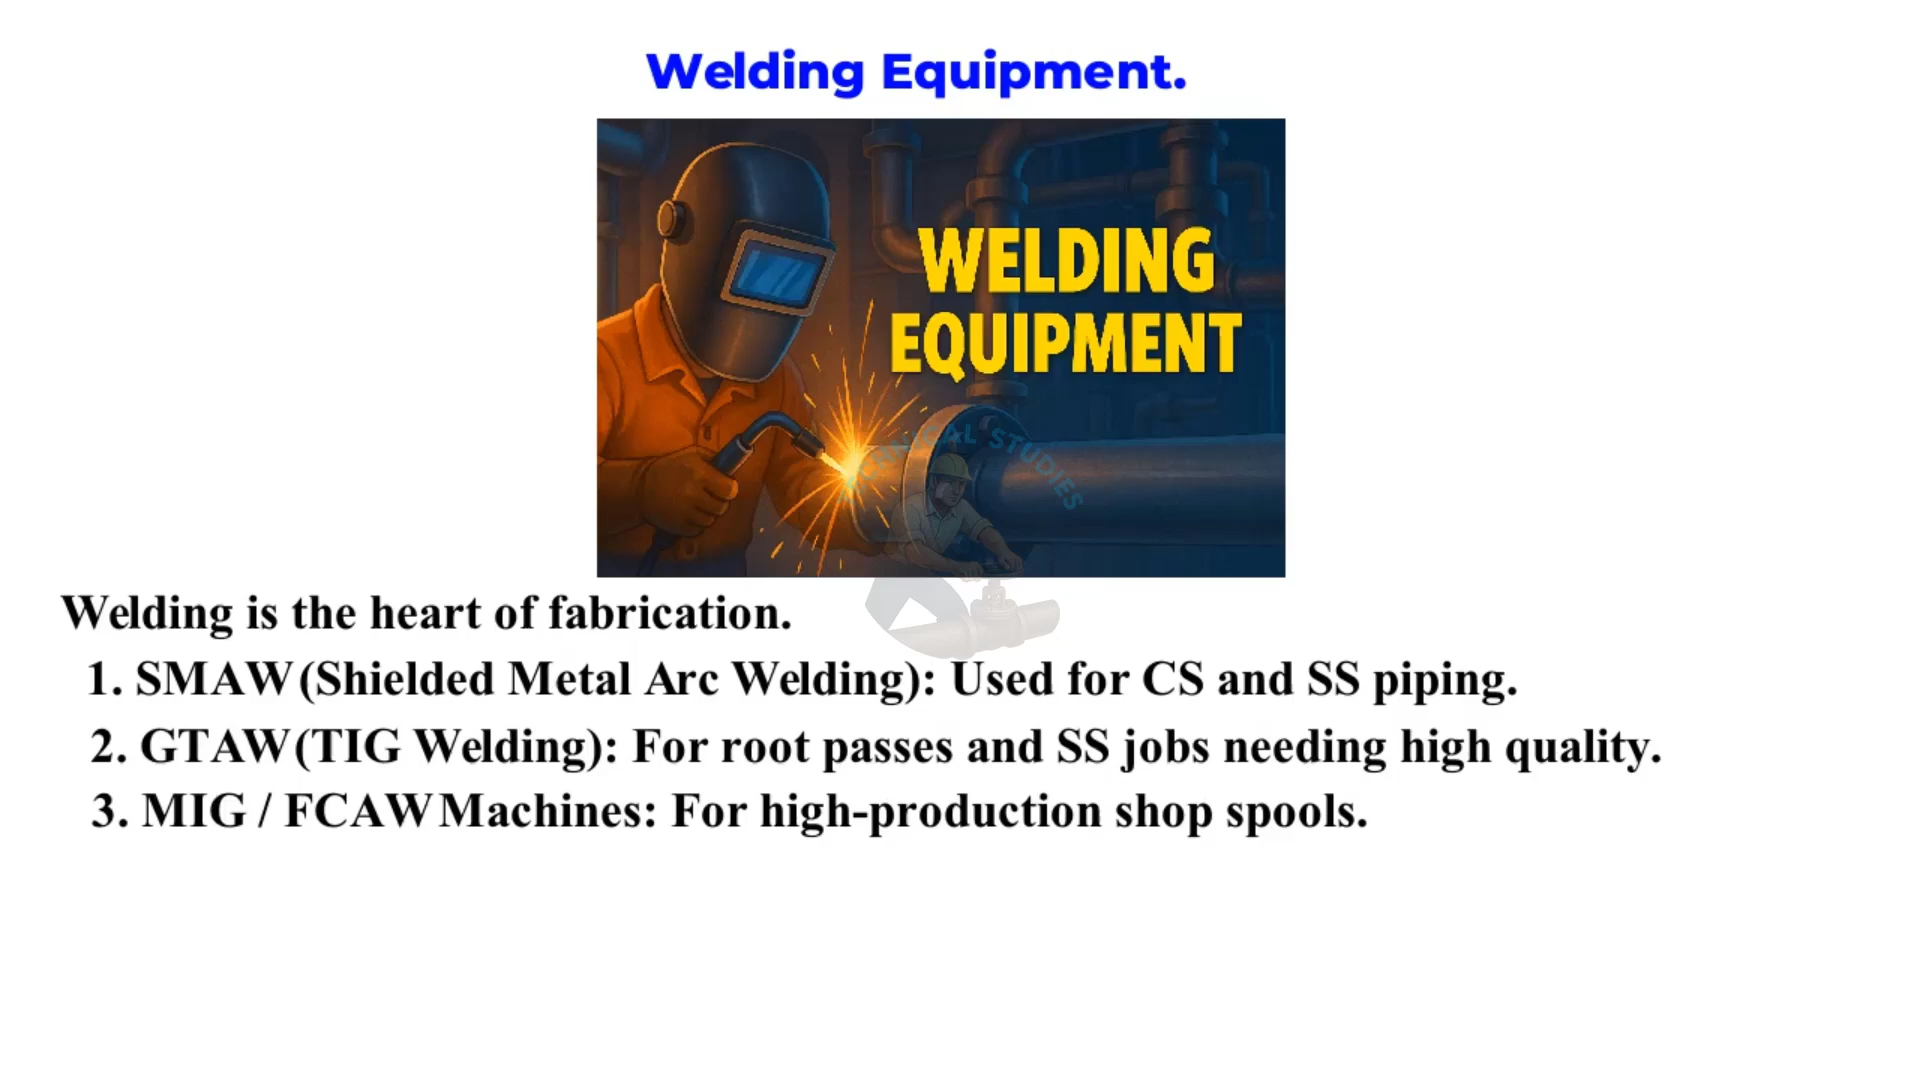 Welding Equipment.
WELDING
EQUIPMENT
TECHNICAL STUDIES
Welding is the heart of fabrication.
1. SMAW (Shielded Metal Arc Welding): Used for CS and SS piping.
2. GTAW (TIG Welding): For root passes and SS jobs needing high quality.
3. MIG / FCAW Machines: For high-production shop spools.